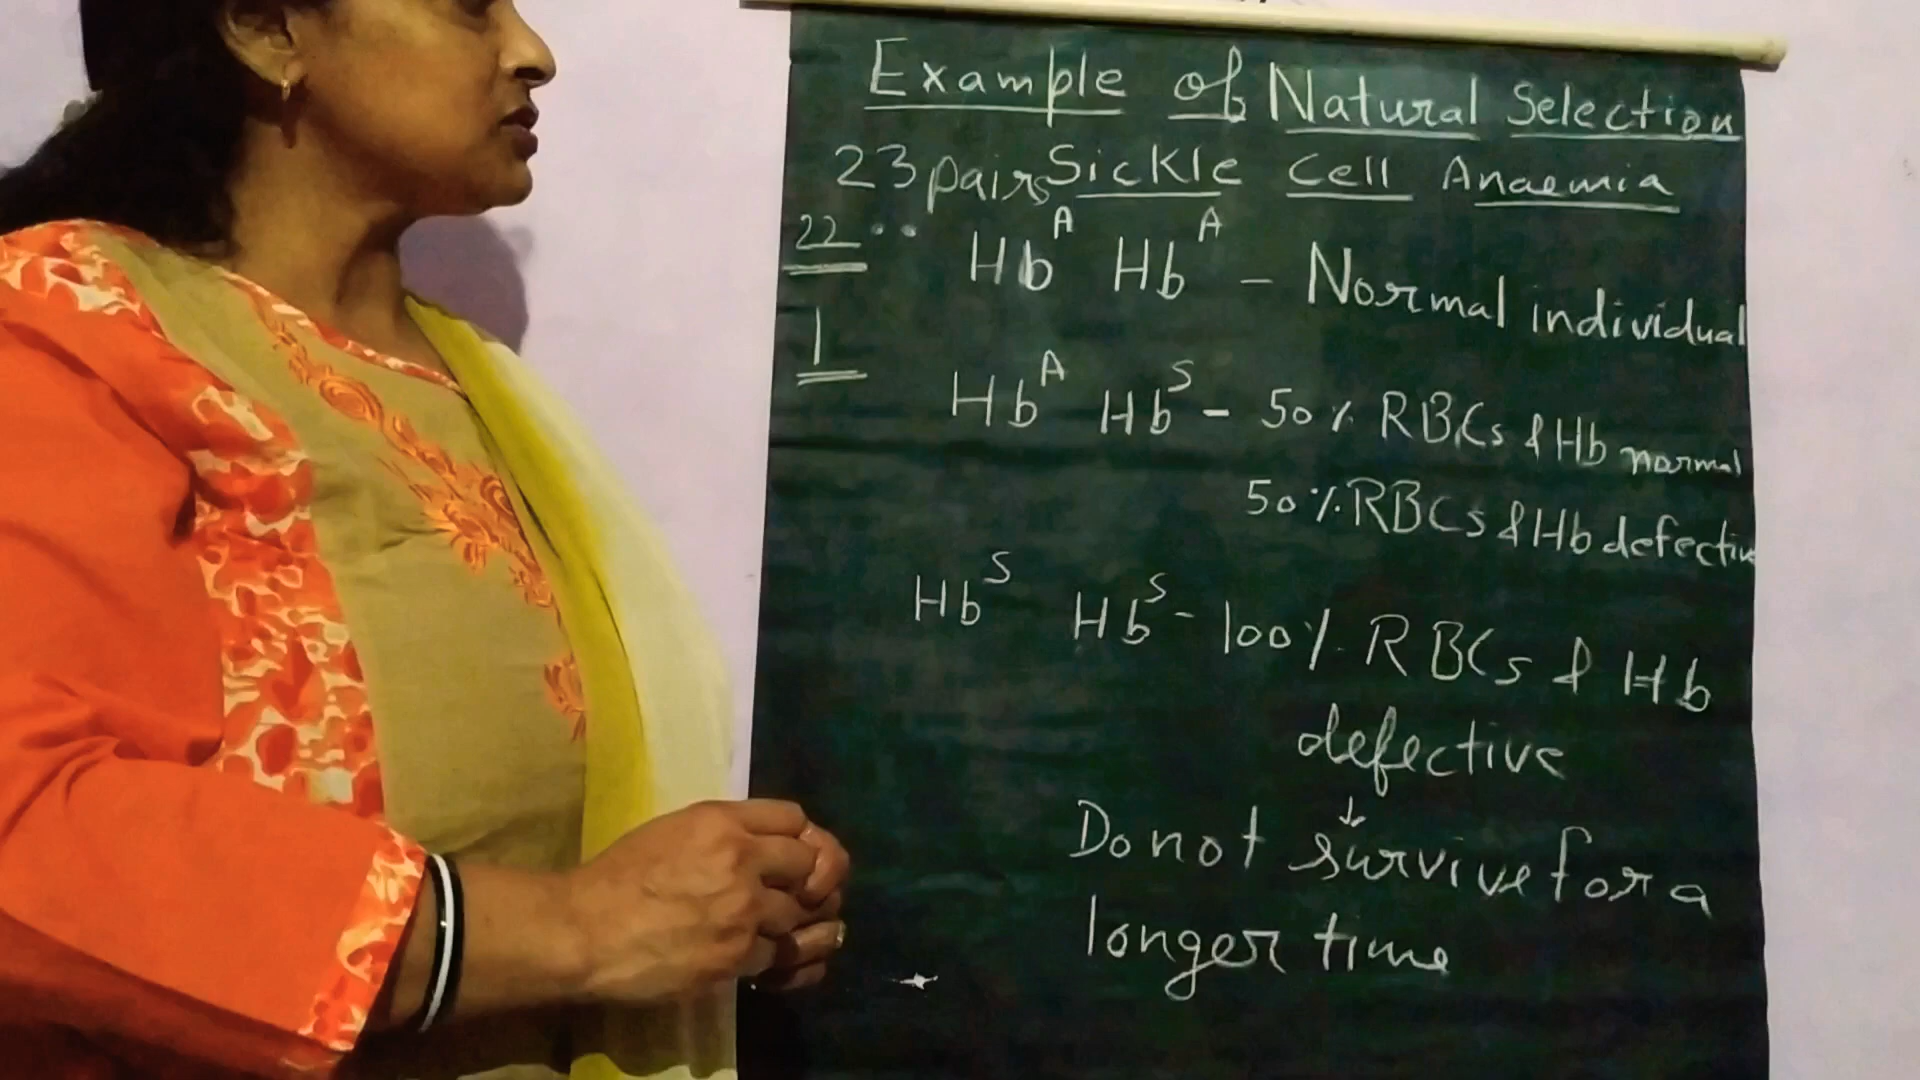 Example of Natural Selection
23 pairs Sickle Cell Anaemia
22
Hb^A Hb^A - Normal individual
1
Hb^A Hb^S - 50% RBCs & Hb normal
50% RBCs & Hb defective
Hb^S Hb^S - 100% RBCs & Hb
defective
↓
Do not survive for a
longer time